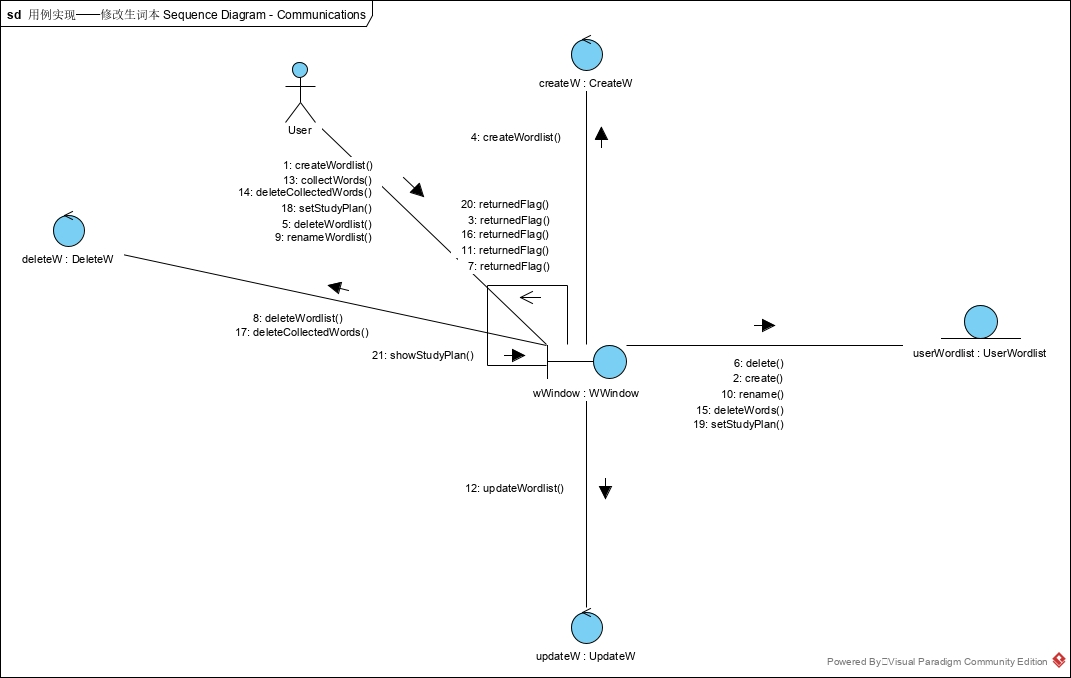 sd 用例实现——修改生词本 Sequence Diagram - Communications
createW : CreateW
User
4: createWordlist()
1: createWordlist()
13: collectWords()
14: deleteCollectedWords()
18: setStudyPlan()
5: deleteWordlist()
9: renameWordlist()
20: returnedFlag()
3: returnedFlag()
16: returnedFlag()
11: returnedFlag()
7: returnedFlag()
deleteW : DeleteW
8: deleteWordlist()
17: deleteCollectedWords()
21: showStudyPlan()
userWordlist : UserWordlist
6: delete()
2: create()
10: rename()
15: deleteWords()
19: setStudyPlan()
wWindow : WWindow
12: updateWordlist()
updateW : UpdateW
Powered By Visual Paradigm Community Edition